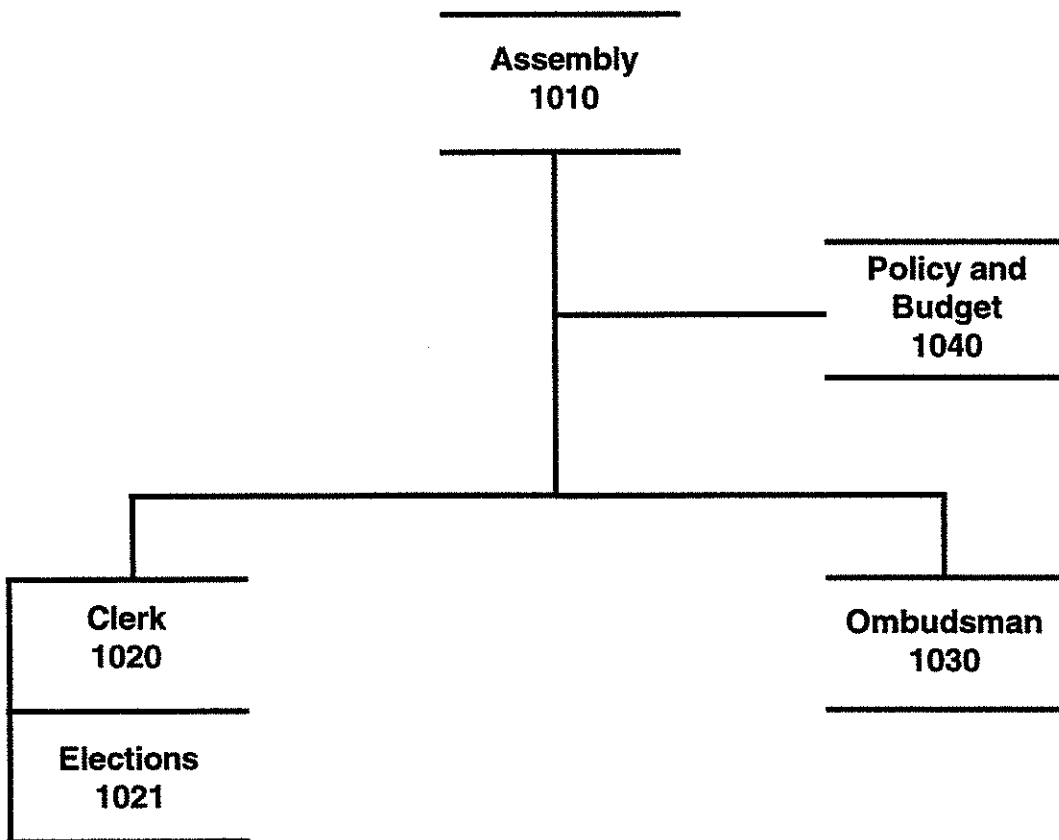 Assembly
1010
Policy and
Budget
1040
Clerk
1020
Ombudsman
1030
Elections
1021